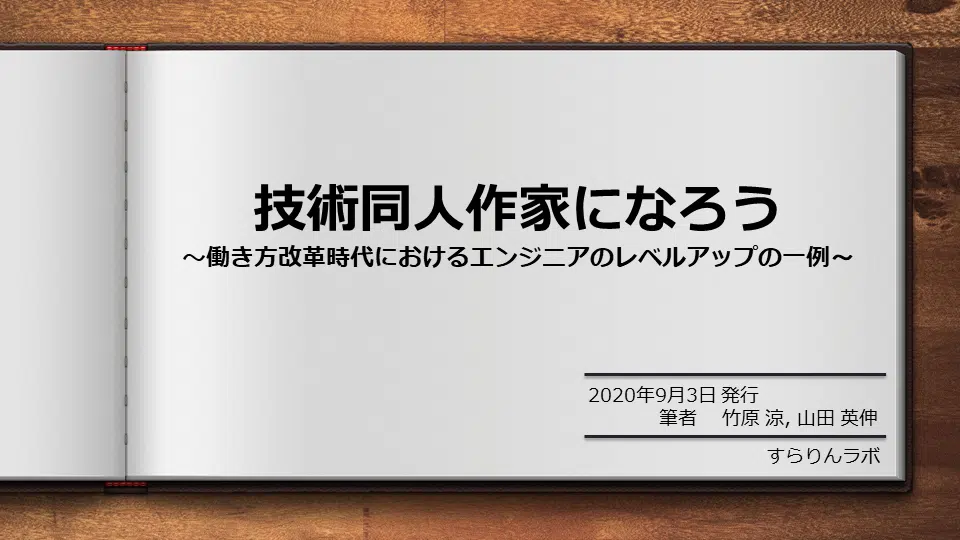 技術同人作家になろう
～働き方改革時代におけるエンジニアのレベルアップの一例～
2020年9月3日 発行
筆者　竹原 涼, 山田 英伸
すらりんラボ